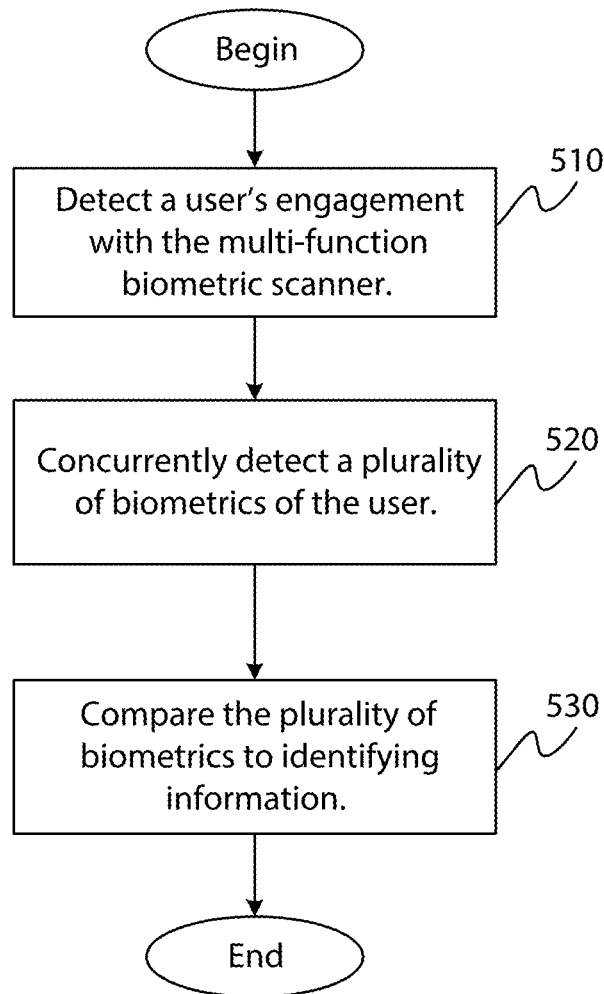 Begin
510
Detect a user's engagement
with the multi-function
biometric scanner.
520
Concurrently detect a plurality
of biometrics of the user.
530
Compare the plurality of
biometrics to identifying
information.
End